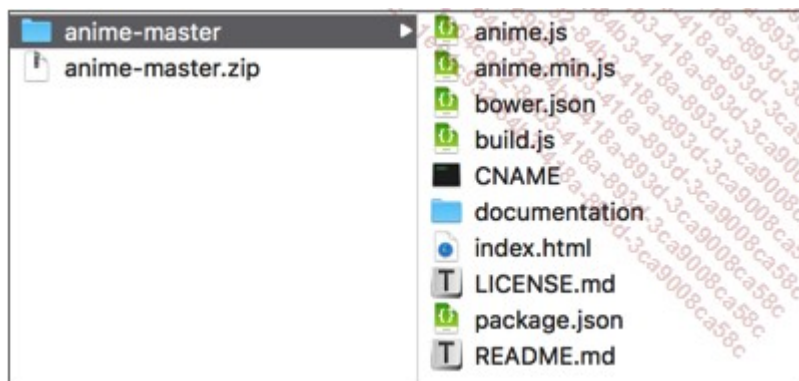 anime-master
anime-master.zip
anime.js
anime.min.js
bower.json
build.js
CNAME
documentation
index.html
LICENSE.md
package.json
README.md